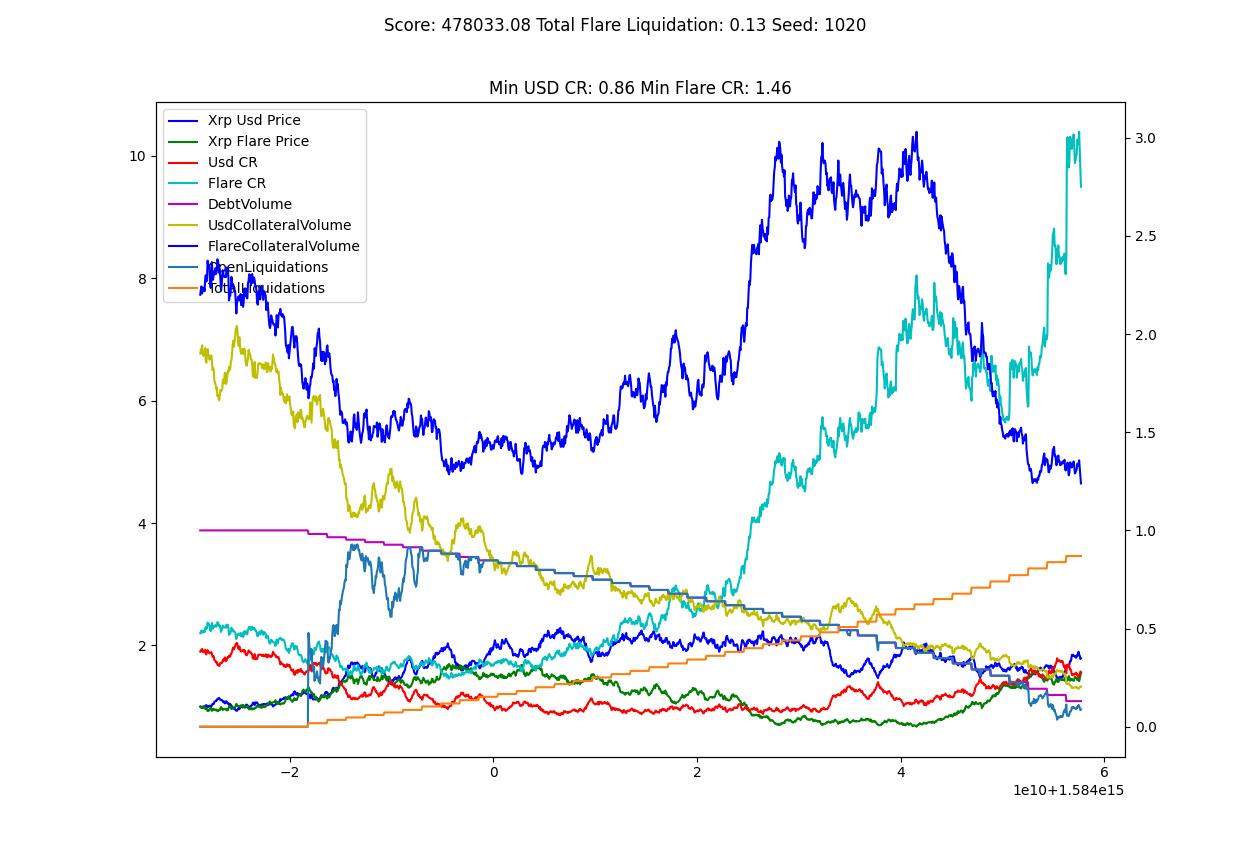 Score: 478033.08 Total Flare Liquidation: 0.13 Seed: 1020
Min USD CR: 0.86 Min Flare CR: 1.46
Xrp Usd Price
Xrp Flare Price
Usd CR
Flare CR
DebtVolume
UsdCollateralVolume
FlareCollateralVolume
OpenLiquidations
TotalLiquidations
10
8
6
4
2
3.0
2.5
2.0
1.5
1.0
0.5
0.0
−2 0 2 4 6
1e10+1.584e15